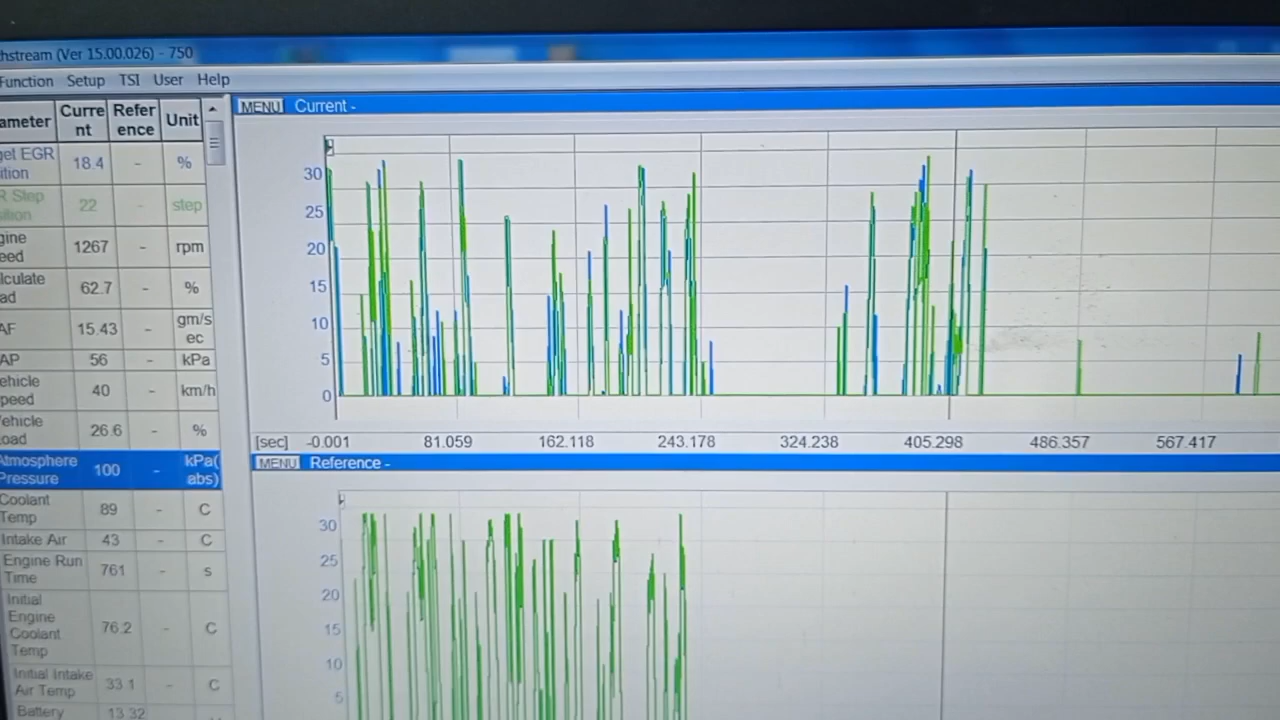 hstream (Ver 15.00.026) - 750
Function Setup TSI User Help
ameter Curre nt Refer ence Unit
get EGR
ition 18.4 - %
R Step
sition 22 - step
gine
eed 1267 - rpm
lculate
ad 62.7 - %
AF 15.43 - gm/s ec
AP 56 - kPa
ehicle
peed 40 - km/h
ehicle
oad 26.6 - %
Atmosphere
Pressure 100 - kPa( abs)
Coolant
Temp 89 - C
Intake Air 43 - C
Engine Run
Time 761 - s
Initial
Engine
Coolant
Temp 76.2 - C
Initial Intake
Air Temp 33.1 - C
Battery 13.32
MENU Current -
30
25
20
15
10
5
0
[sec] -0.001 81.059 162.118 243.178 324.238 405.298 486.357 567.417
MENU Reference -
30
25
20
15
10
5